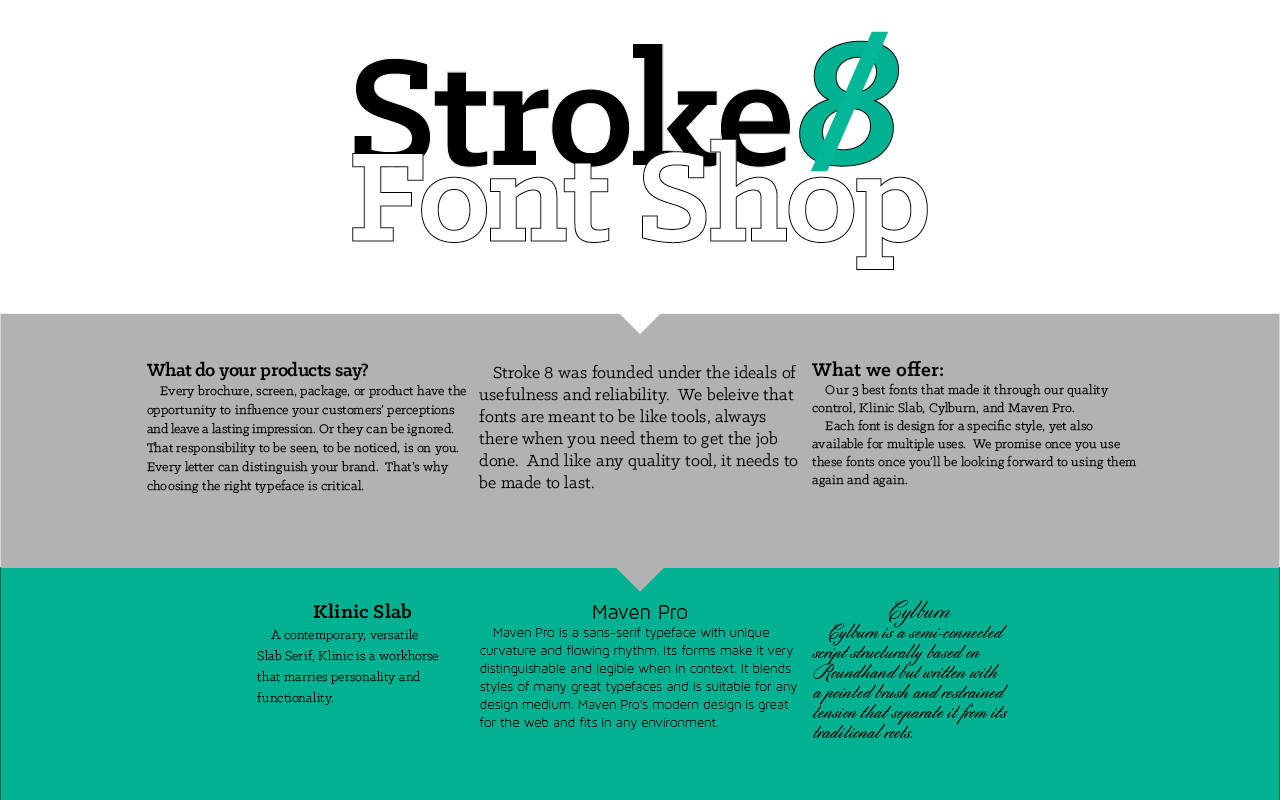 Stroke 8
Font Shop
What do your products say?
Every brochure, screen, package, or product have the
opportunity to influence your customers' perceptions
and leave a lasting impression. Or they can be ignored.
That responsibility to be seen, to be noticed, is on you.
Every letter can distinguish your brand.  That's why
choosing the right typeface is critical.
Stroke 8 was founded under the ideals of
usefulness and reliability.  We beleive that
fonts are meant to be like tools, always
there when you need them to get the job
done.  And like any quality tool, it needs to
be made to last.
What we offer:
Our 3 best fonts that made it through our quality
control, Klinic Slab, Cylburn, and Maven Pro.
Each font is design for a specific style, yet also
available for multiple uses.  We promise once you use
these fonts once you'll be looking forward to using them
again and again.
Klinic Slab
A contemporary, versatile
Slab Serif, Klinic is a workhorse
that marries personality and
functionality.
Maven Pro
Maven Pro is a sans-serif typeface with unique
curvature and flowing rhythm. Its forms make it very
distinguishable and legible when in context. It blends
styles of many great typefaces and is suitable for any
design medium. Maven Pro's modern design is great
for the web and fits in any environment.
Cylburn
Cylburn is a semi-connected
script structurally based on
Roundhand but written with
a pointed brush and restrained
tension that separate it from its
traditional roots.